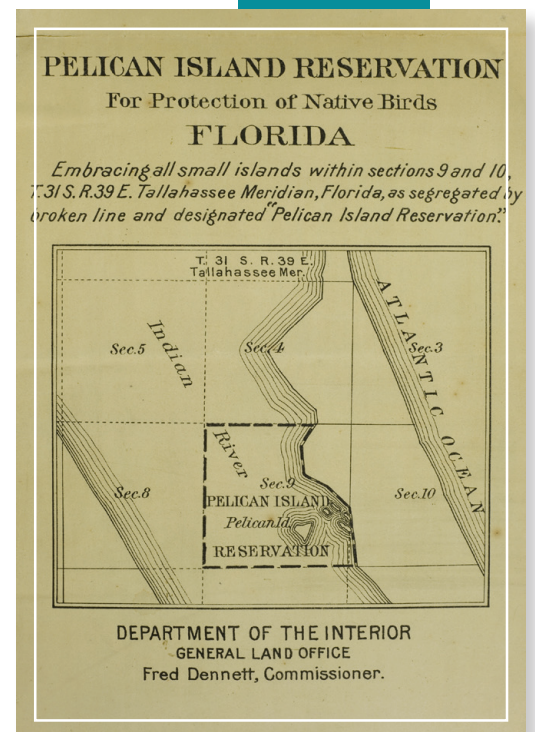 PELICAN ISLAND RESERVATION
For Protection of Native Birds
FLORIDA
Embracing all small islands within sections 9 and 10,
T.31 S. R.39 E. Tallahassee Meridian, Florida, as segregated by
broken line and designated "Pelican Island Reservation".
T. 31 S. R. 39 E.
Tallahassee Mer.
Sec.5
Indian
Sec.4
ATLANTIC OCEAN
Sec.3
Sec.8
River
Sec.9
PELICAN ISLAND
Pelican Id.
RESERVATION
Sec.10
DEPARTMENT OF THE INTERIOR
GENERAL LAND OFFICE
Fred Dennett, Commissioner.